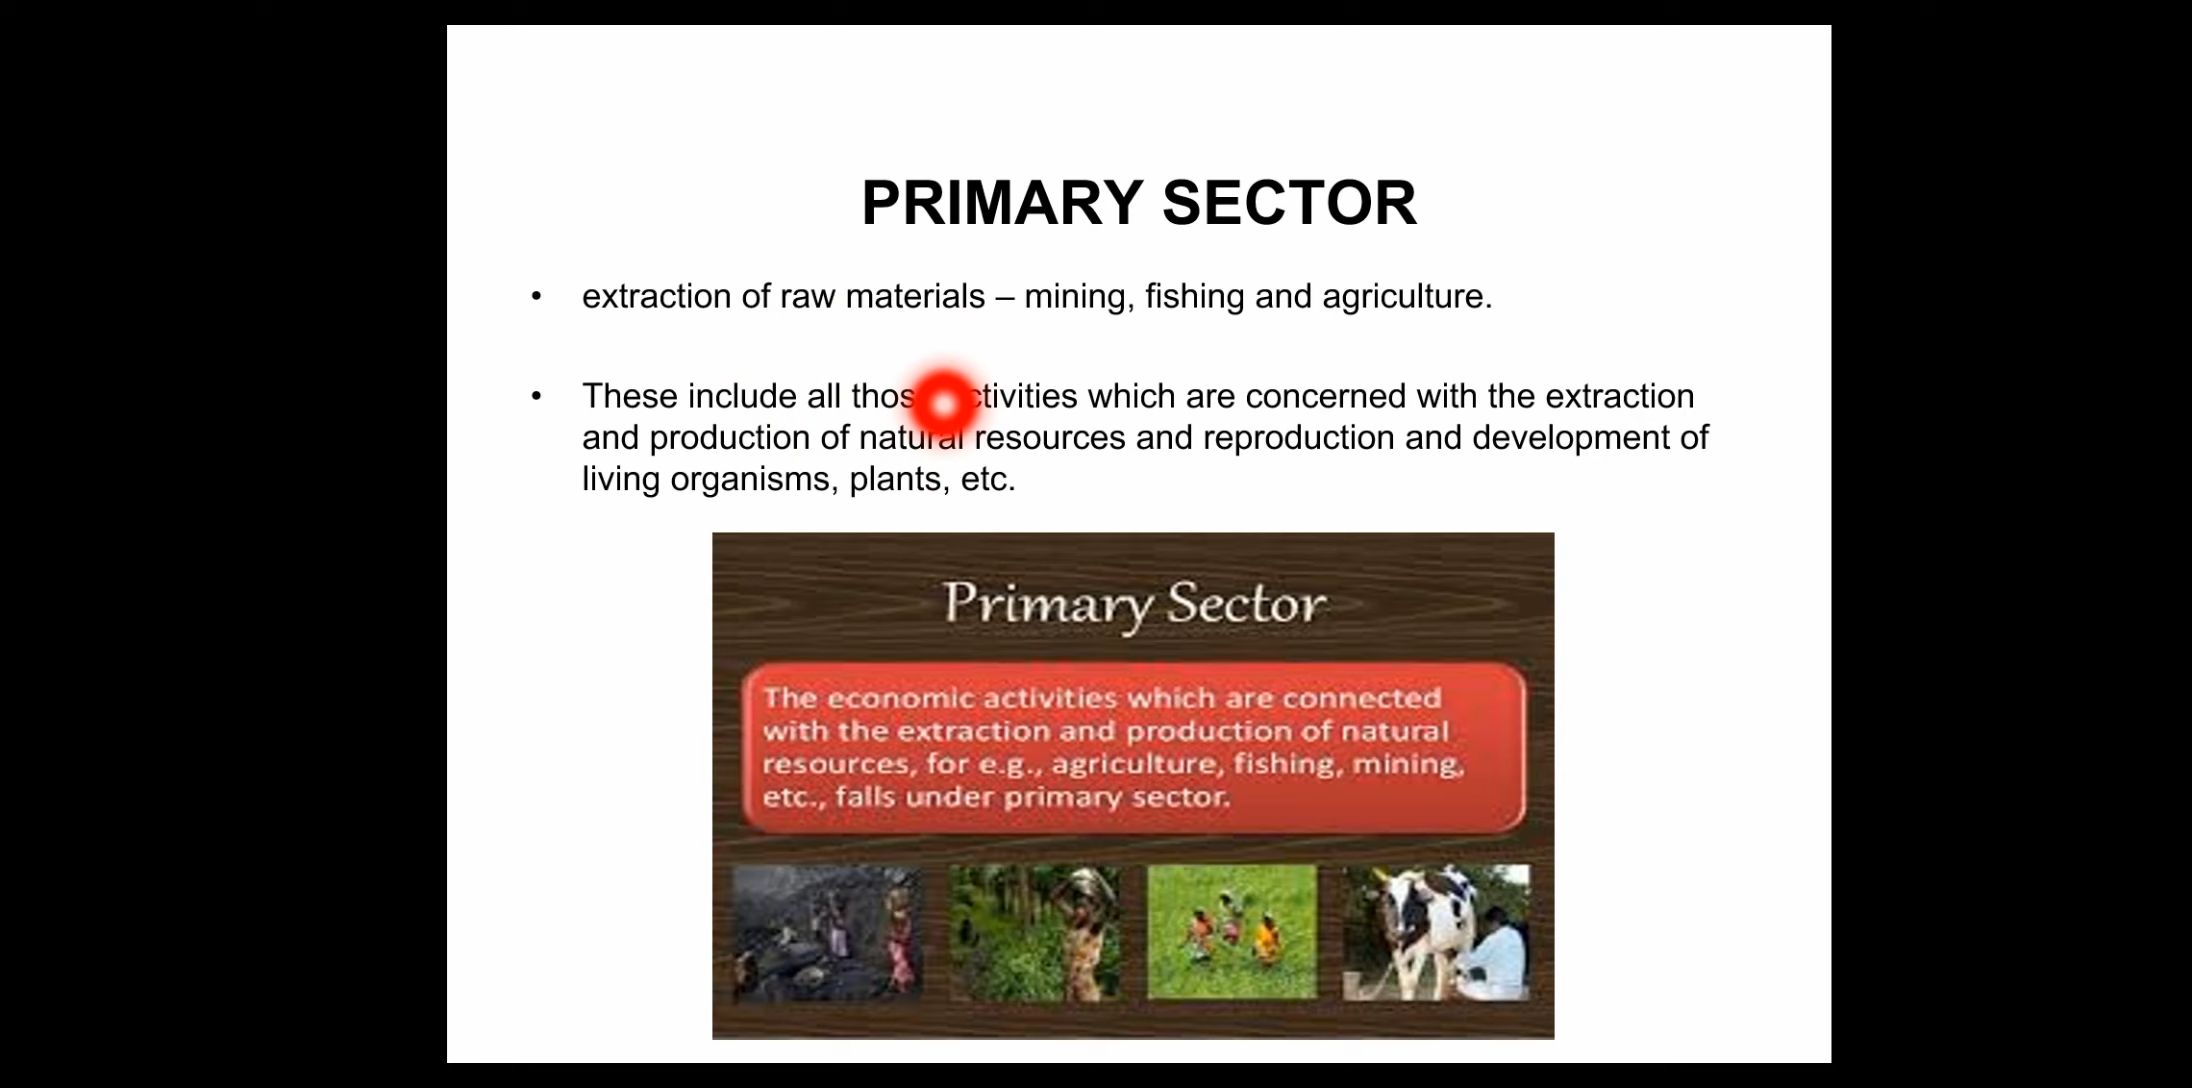 PRIMARY SECTOR
• extraction of raw materials – mining, fishing and agriculture.
• These include all those activities which are concerned with the extraction
and production of natural resources and reproduction and development of
living organisms, plants, etc.
Primary Sector
The economic activities which are connected
with the extraction and production of natural
resources, for e.g., agriculture, fishing, mining,
etc., falls under primary sector.